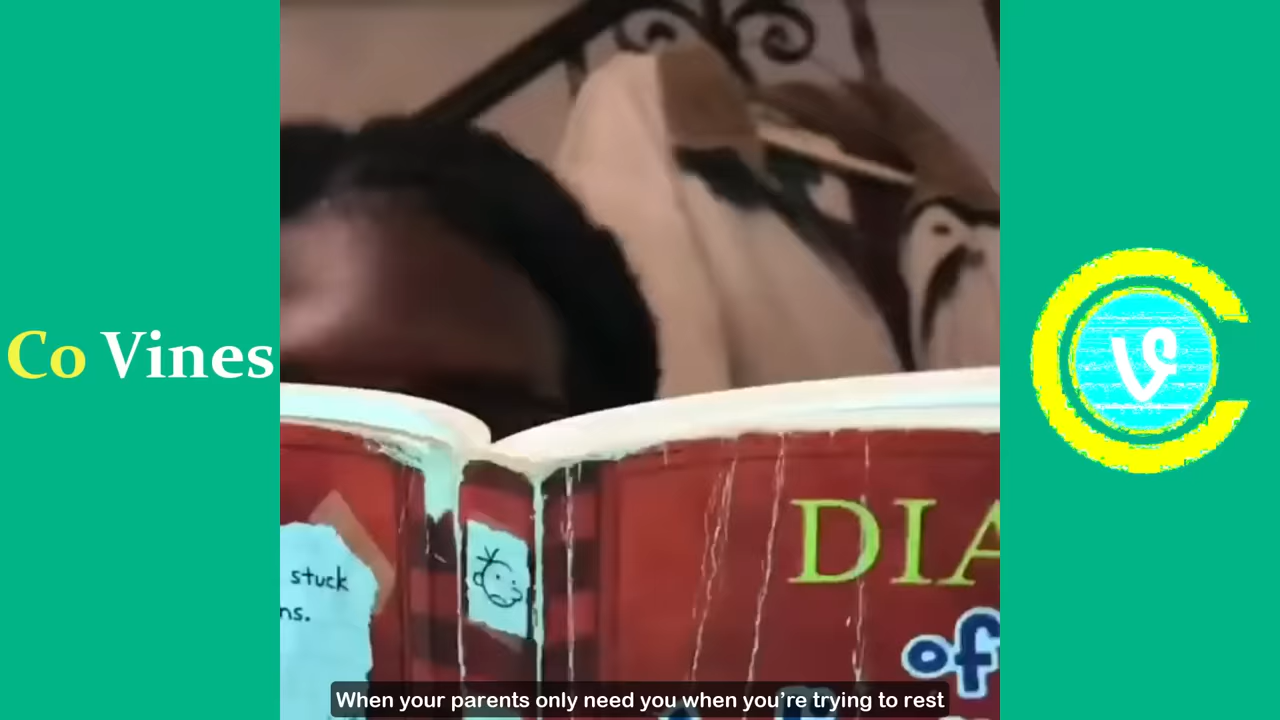 Co Vines
stuck
ns.
DIA
of
When your parents only need you when you're trying to rest